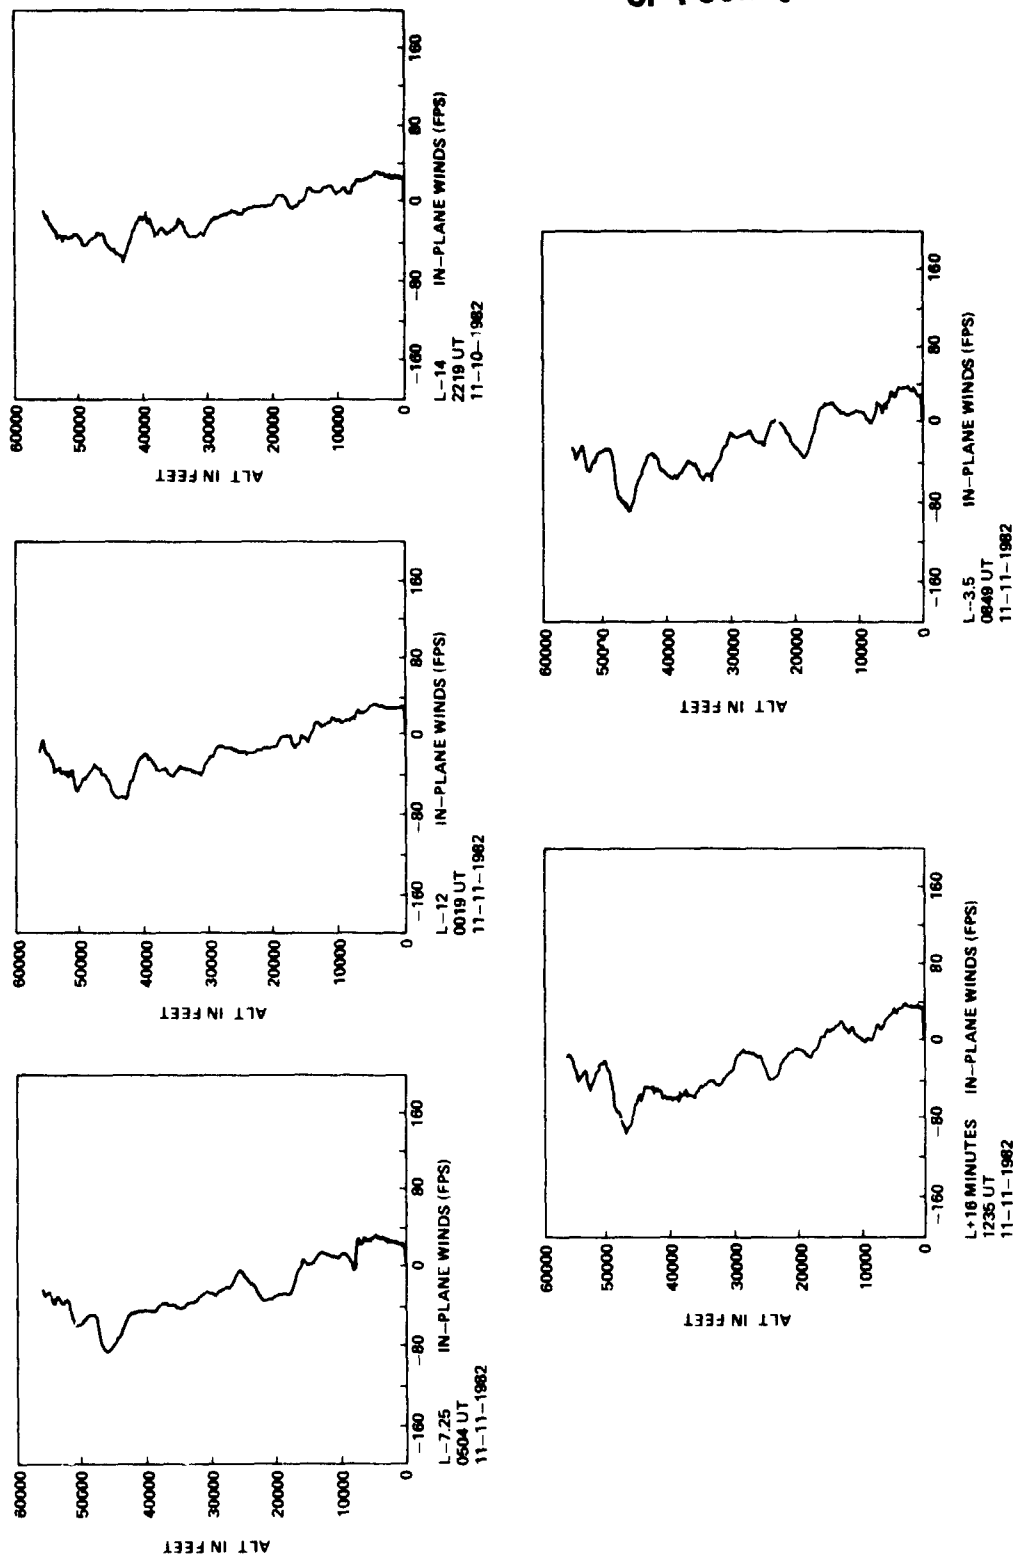 ALT IN FEET
60000
50000
40000
30000
20000
10000
0
-160 -80 0 80 160
L-7.25 IN-PLANE WINDS (FPS)
0504 UT
11-11-1982
ALT IN FEET
60000
50000
40000
30000
20000
10000
0
-160 -80 0 80 160
L-12 IN-PLANE WINDS (FPS)
0019 UT
11-11-1982
ALT IN FEET
60000
50000
40000
30000
20000
10000
0
-160 -80 0 80 160
L-14 IN-PLANE WINDS (FPS)
2219 UT
11-10-1982
ALT IN FEET
60000
50000
40000
30000
20000
10000
0
-160 -80 0 80 160
L+16 MINUTES IN-PLANE WINDS (FPS)
1235 UT
11-11-1982
ALT IN FEET
60000
50000
40000
30000
20000
10000
0
-160 -80 0 80 160
L--3.5 IN-PLANE WINDS (FPS)
0849 UT
11-11-1982